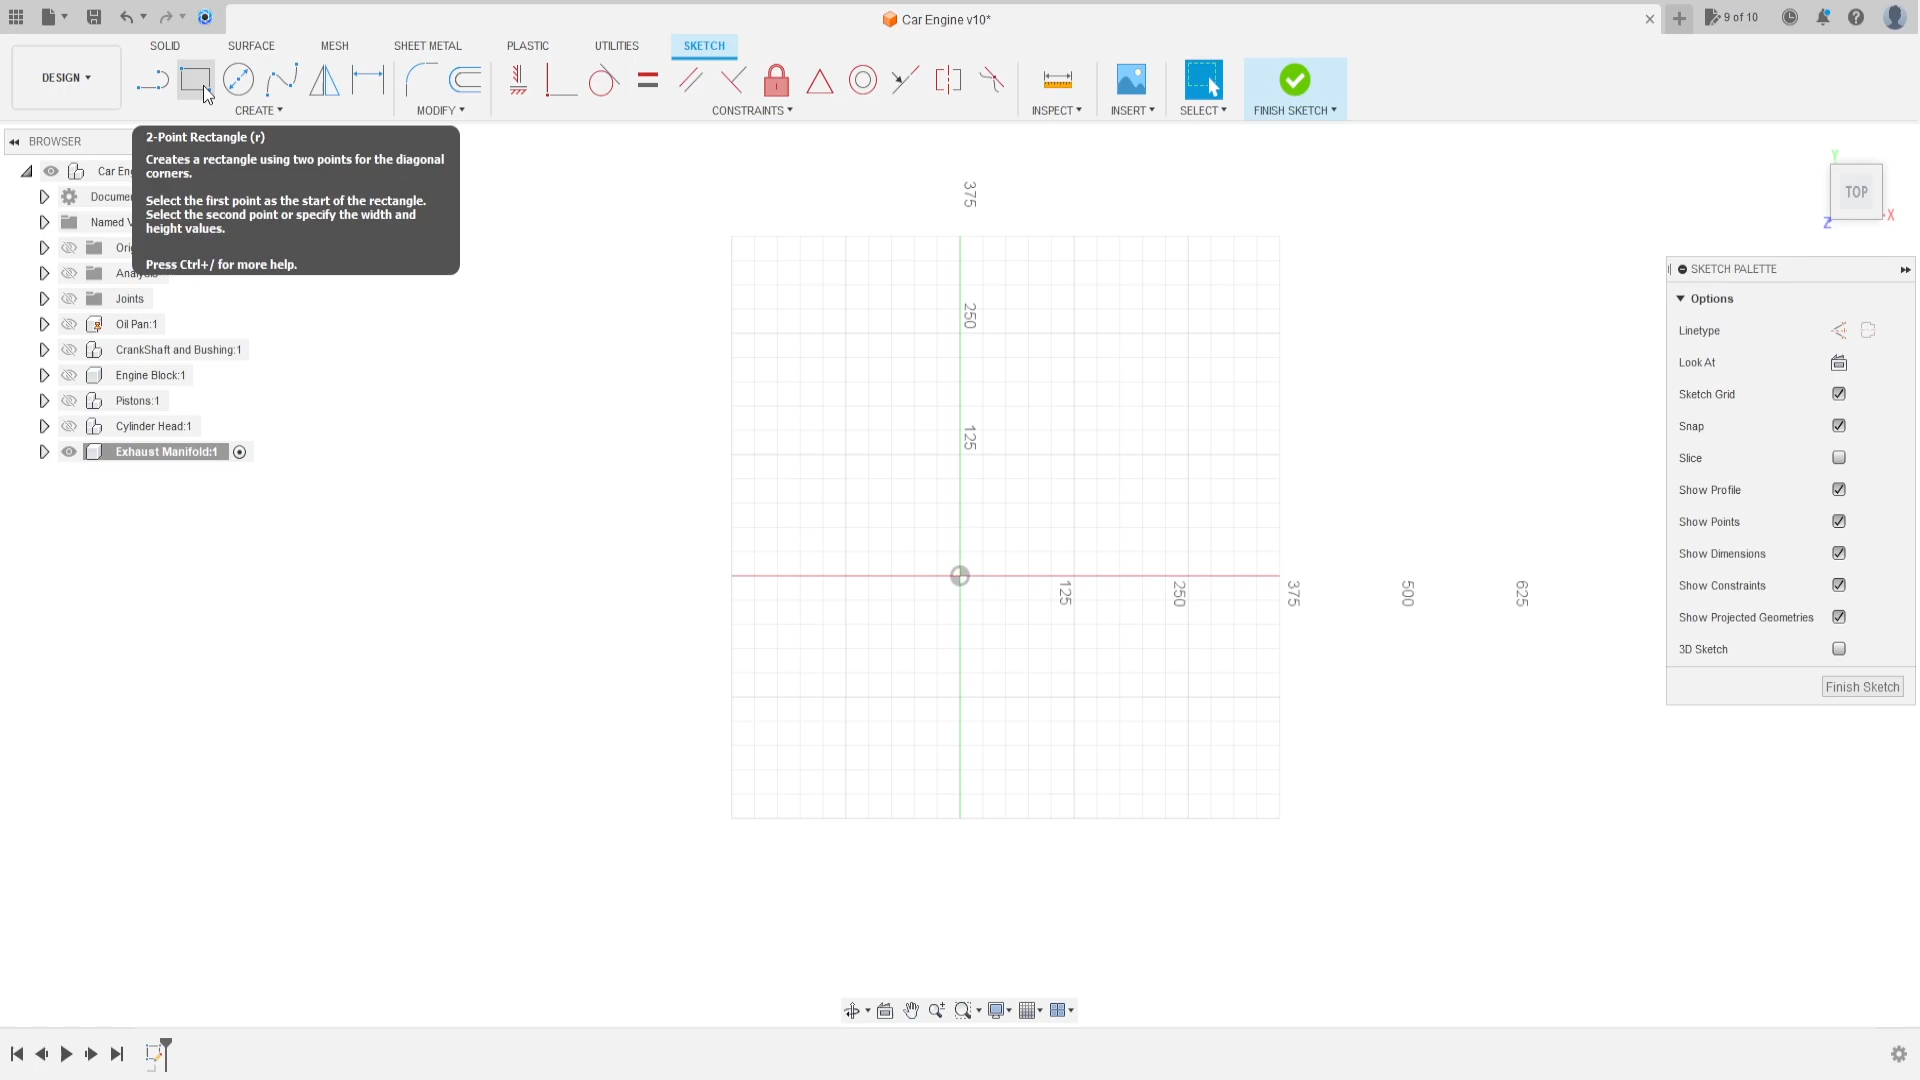 Car Engine v10*
9 of 10
SOLID
SURFACE
MESH
SHEET METAL
PLASTIC
UTILITIES
SKETCH
DESIGN
CREATE
MODIFY
CONSTRAINTS
INSPECT
INSERT
SELECT
FINISH SKETCH
BROWSER
2-Point Rectangle (r)
Creates a rectangle using two points for the diagonal
corners.
Select the first point as the start of the rectangle.
Select the second point or specify the width and
height values.
Press Ctrl+/ for more help.
Car En
Docume
Named V
Ori
Analysis
Joints
Oil Pan:1
CrankShaft and Bushing:1
Engine Block:1
Pistons:1
Cylinder Head:1
Exhaust Manifold:1
375
250
125
125
250
375
500
625
Y
TOP
X
Z
SKETCH PALETTE
Options
Linetype
Look At
Sketch Grid
Snap
Slice
Show Profile
Show Points
Show Dimensions
Show Constraints
Show Projected Geometries
3D Sketch
Finish Sketch